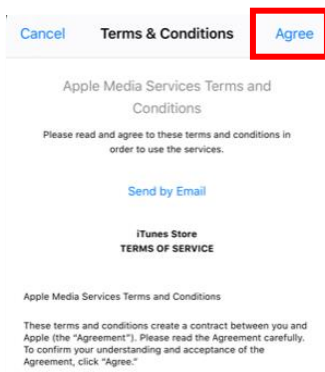 Cancel Terms & Conditions Agree
Apple Media Services Terms and
Conditions
Please read and agree to these terms and conditions in
order to use the services.
Send by Email
iTunes Store
TERMS OF SERVICE
Apple Media Services Terms and Conditions
These terms and conditions create a contract between you and
Apple (the “Agreement”). Please read the Agreement carefully.
To confirm your understanding and acceptance of the
Agreement, click “Agree.”